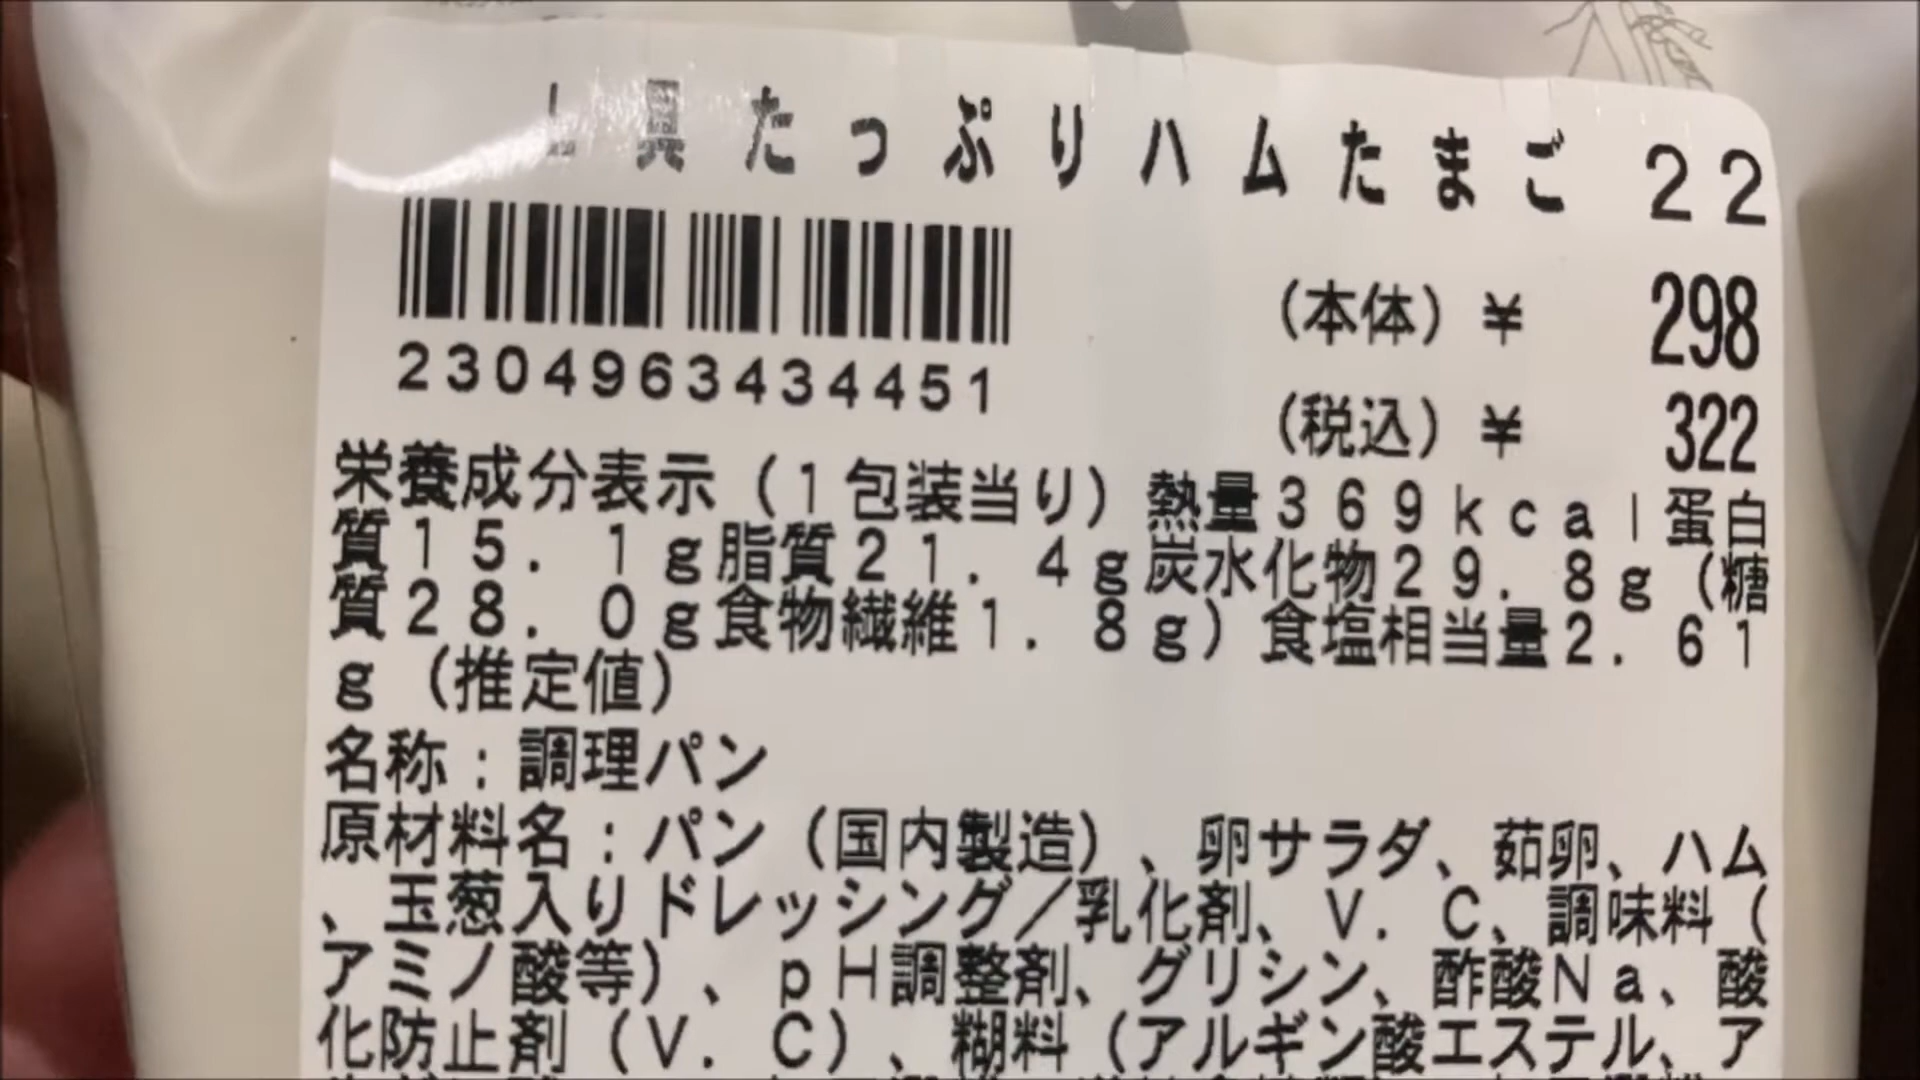 具たっぷりハムたまご 22
(本体) ¥ 298
2304963434451
(税込) ¥ 322
栄養成分表示(1包装当り)熱量369kcal蛋白
質15.1g脂質21.4g炭水化物29.8g(糖
質28.0g食物繊維1.8g)食塩相当量2.61
g(推定値)
名称:調理パン
原材料名:パン(国内製造)、卵サラダ、茹卵、ハム
、玉葱入りドレッシング/乳化剤、V.C、調味料(
アミノ酸等)、pH調整剤、グリシン、酢酸Na、酸
化防止剤(V.C)、糊料(アルギン酸エステル、ア